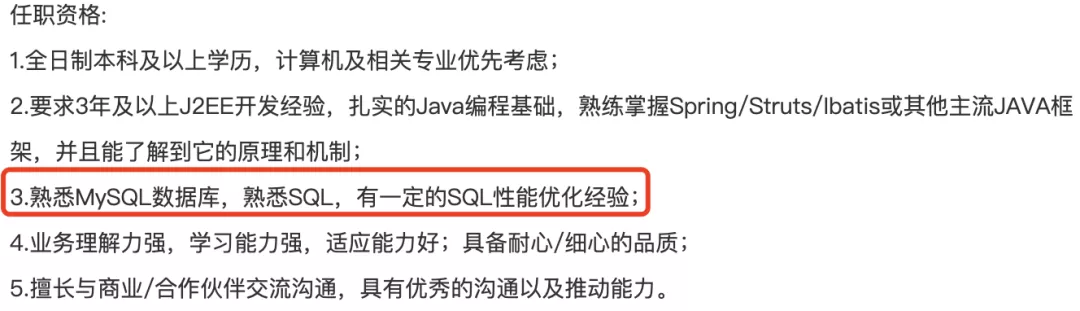 任职资格:
1.全日制本科及以上学历，计算机及相关专业优先考虑；
2.要求3年及以上J2EE开发经验，扎实的Java编程基础，熟练掌握Spring/Struts/Ibatis或其他主流JAVA框
架，并且能了解到它的原理和机制；
3.熟悉MySQL数据库，熟悉SQL，有一定的SQL性能优化经验；
4.业务理解力强，学习能力强，适应能力好；具备耐心/细心的品质；
5.擅长与商业/合作伙伴交流沟通，具有优秀的沟通以及推动能力。